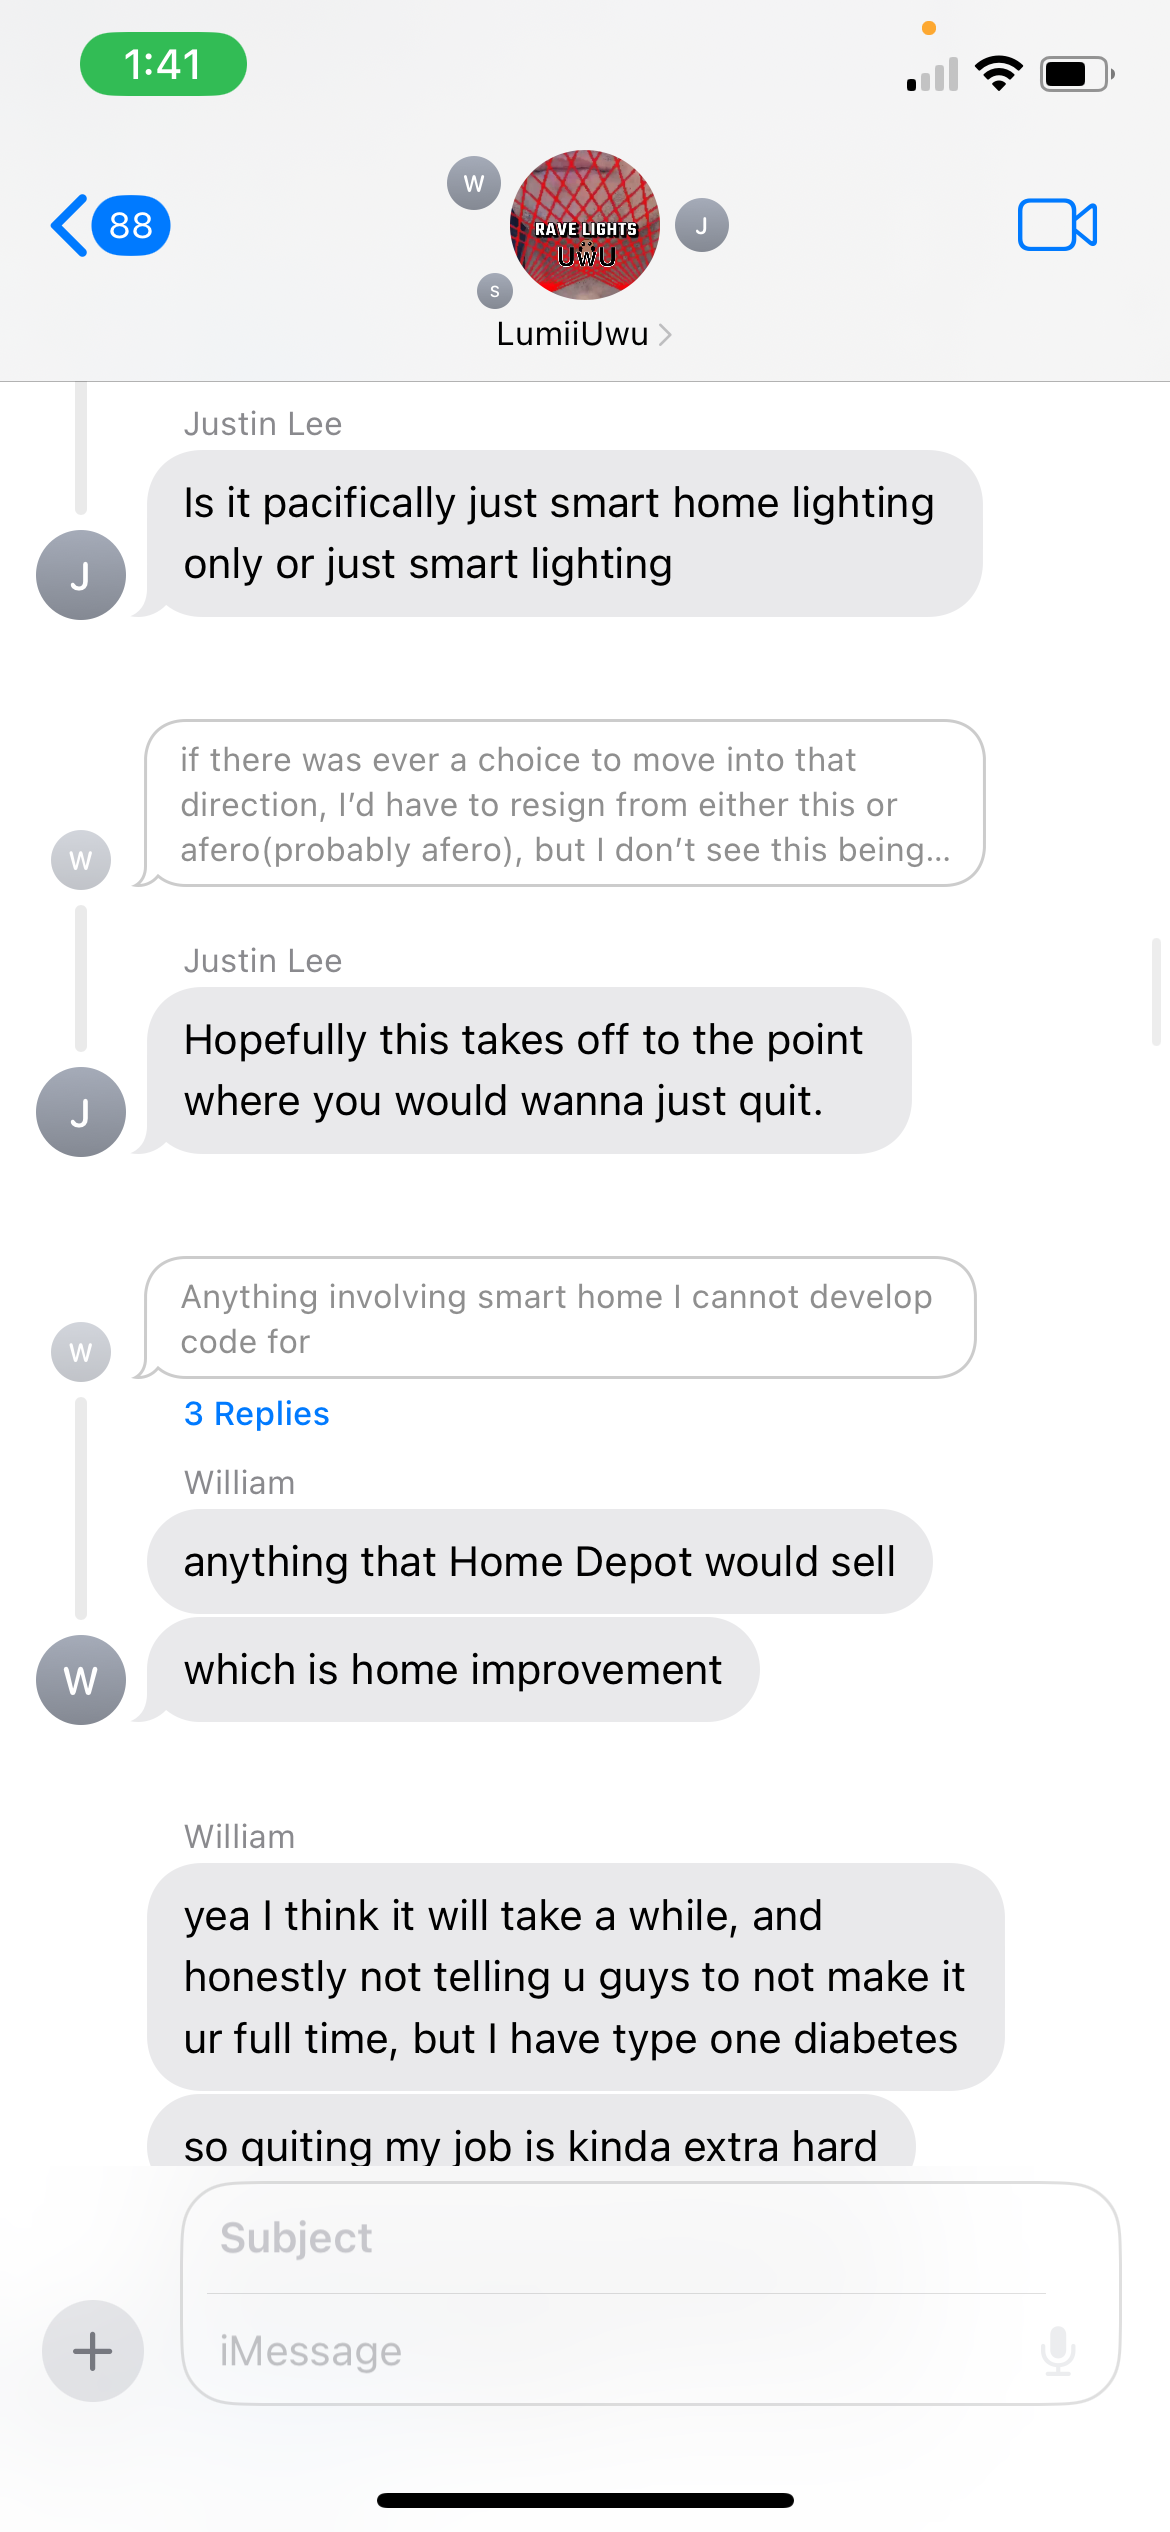 1:41
88
W
RAVE LIGHTS
UWU
J
S
LumiiUwu
Justin Lee
Is it pacifically just smart home lighting
only or just smart lighting
J
if there was ever a choice to move into that
direction, I’d have to resign from either this or
afero(probably afero), but I don’t see this being...
W
Justin Lee
Hopefully this takes off to the point
where you would wanna just quit.
J
Anything involving smart home I cannot develop
code for
W
3 Replies
William
anything that Home Depot would sell
which is home improvement
W
William
yea I think it will take a while, and
honestly not telling u guys to not make it
ur full time, but I have type one diabetes
so quiting my job is kinda extra hard
Subject
iMessage